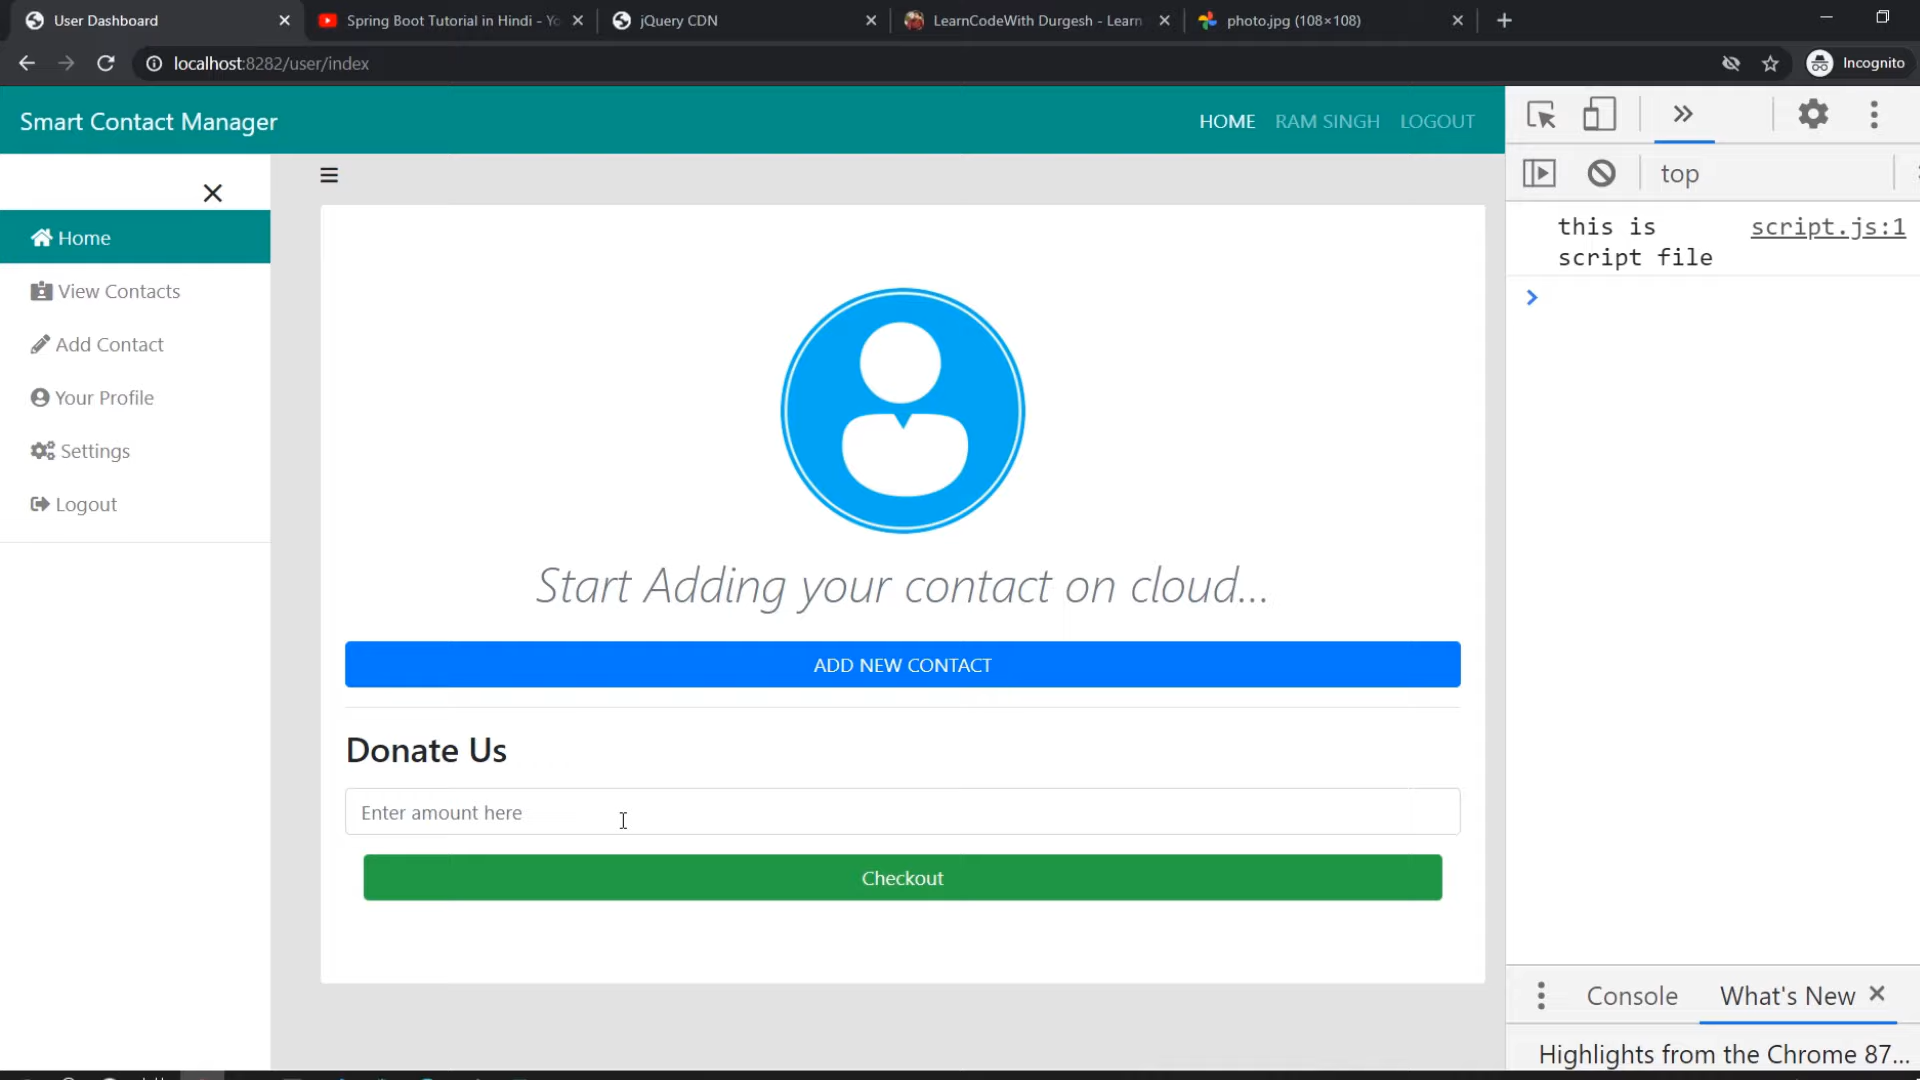 User Dashboard
Spring Boot Tutorial in Hindi - Yo
jQuery CDN
LearnCodeWith Durgesh - Learn
photo.jpg (108×108)
localhost:8282/user/index
Incognito
Smart Contact Manager
HOME
RAM SINGH
LOGOUT
Home
View Contacts
Add Contact
Your Profile
Settings
Logout
Start Adding your contact on cloud...
ADD NEW CONTACT
Donate Us
Enter amount here
Checkout
top
this is
script.js:1
script file
Console
What's New
Highlights from the Chrome 87...